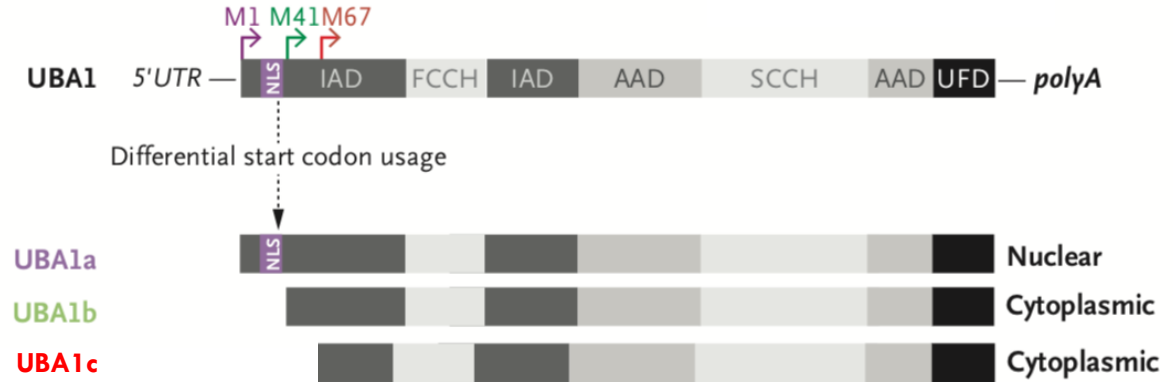 M1 M41 M67
UBA1 5'UTR NLS IAD FCCH IAD AAD SCCH AAD UFD polyA
Differential start codon usage
UBA1a NLS Nuclear
UBA1b Cytoplasmic
UBA1c Cytoplasmic